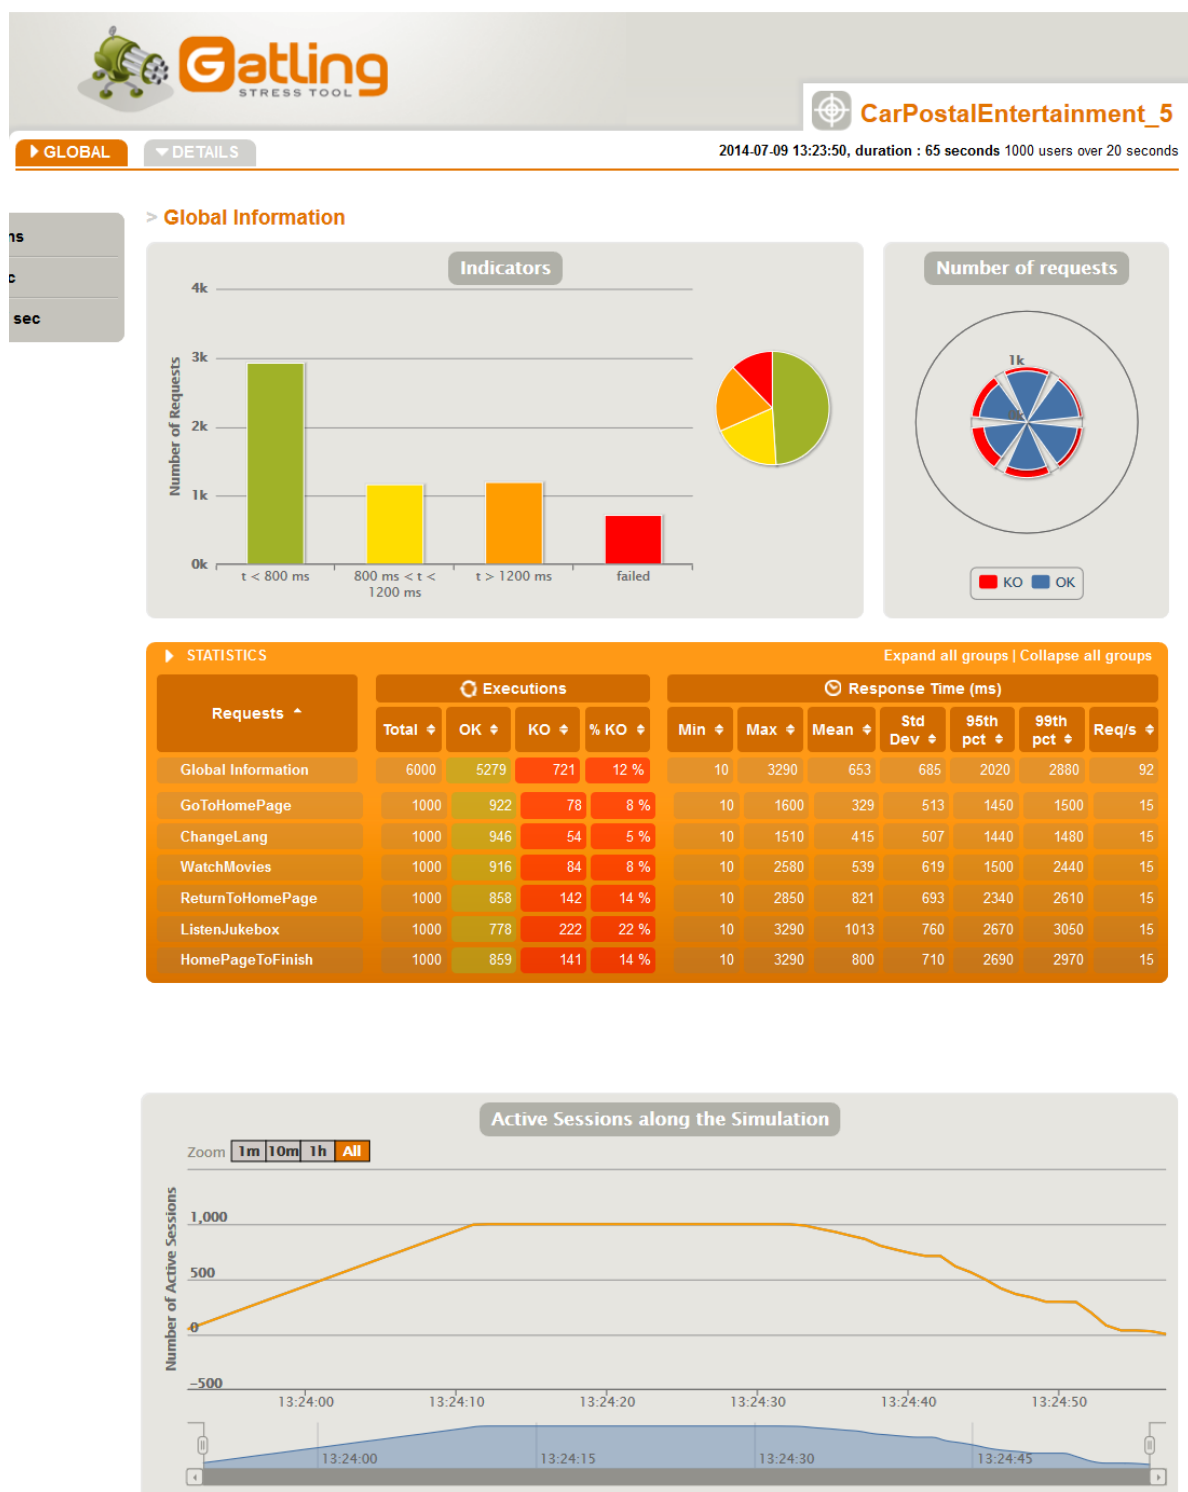 Gatling
STRESS TOOL
CarPostalEntertainment_5
GLOBAL DETAILS
2014-07-09 13:23:50, duration : 65 seconds 1000 users over 20 seconds
> Global Information
ns
c
sec
Indicators
Number of Requests
4k
3k
2k
1k
0k
t < 800 ms
800 ms < t <
1200 ms
t > 1200 ms
failed
Number of requests
1k
0k
KO OK
STATISTICS Expand all groups | Collapse all groups
Requests Executions Response Time (ms)
Total OK KO % KO Min Max Mean Std Dev 95th pct 99th pct Req/s
Global Information 6000 5279 721 12 % 10 3290 653 685 2020 2880 92
GoToHomePage 1000 922 78 8 % 10 1600 329 513 1450 1500 15
ChangeLang 1000 946 54 5 % 10 1510 415 507 1440 1480 15
WatchMovies 1000 916 84 8 % 10 2580 539 619 1500 2440 15
ReturnToHomePage 1000 858 142 14 % 10 2850 821 693 2340 2610 15
ListenJukebox 1000 778 222 22 % 10 3290 1013 760 2670 3050 15
HomePageToFinish 1000 859 141 14 % 10 3290 800 710 2690 2970 15
Active Sessions along the Simulation
Zoom 1m 10m 1h All
Number of Active Sessions
1,000
500
0
-500
13:24:00 13:24:10 13:24:20 13:24:30 13:24:40 13:24:50
13:24:00 13:24:15 13:24:30 13:24:45